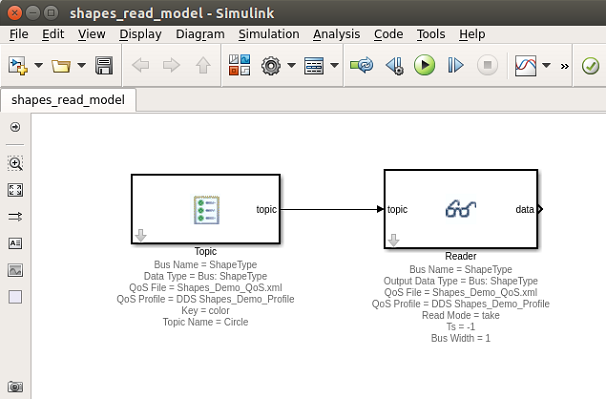 shapes_read_model - Simulink
File Edit View Display Diagram Simulation Analysis Code Tools Help
shapes_read_model
topic
Topic
Bus Name = ShapeType
Data Type = Bus: ShapeType
QoS File = Shapes_Demo_QoS.xml
QoS Profile = DDS Shapes_Demo_Profile
Key = color
Topic Name = Circle
topic
data
Reader
Bus Name = ShapeType
Output Data Type = Bus: ShapeType
QoS File = Shapes_Demo_QoS.xml
QoS Profile = DDS Shapes_Demo_Profile
Read Mode = take
Ts = -1
Bus Width = 1